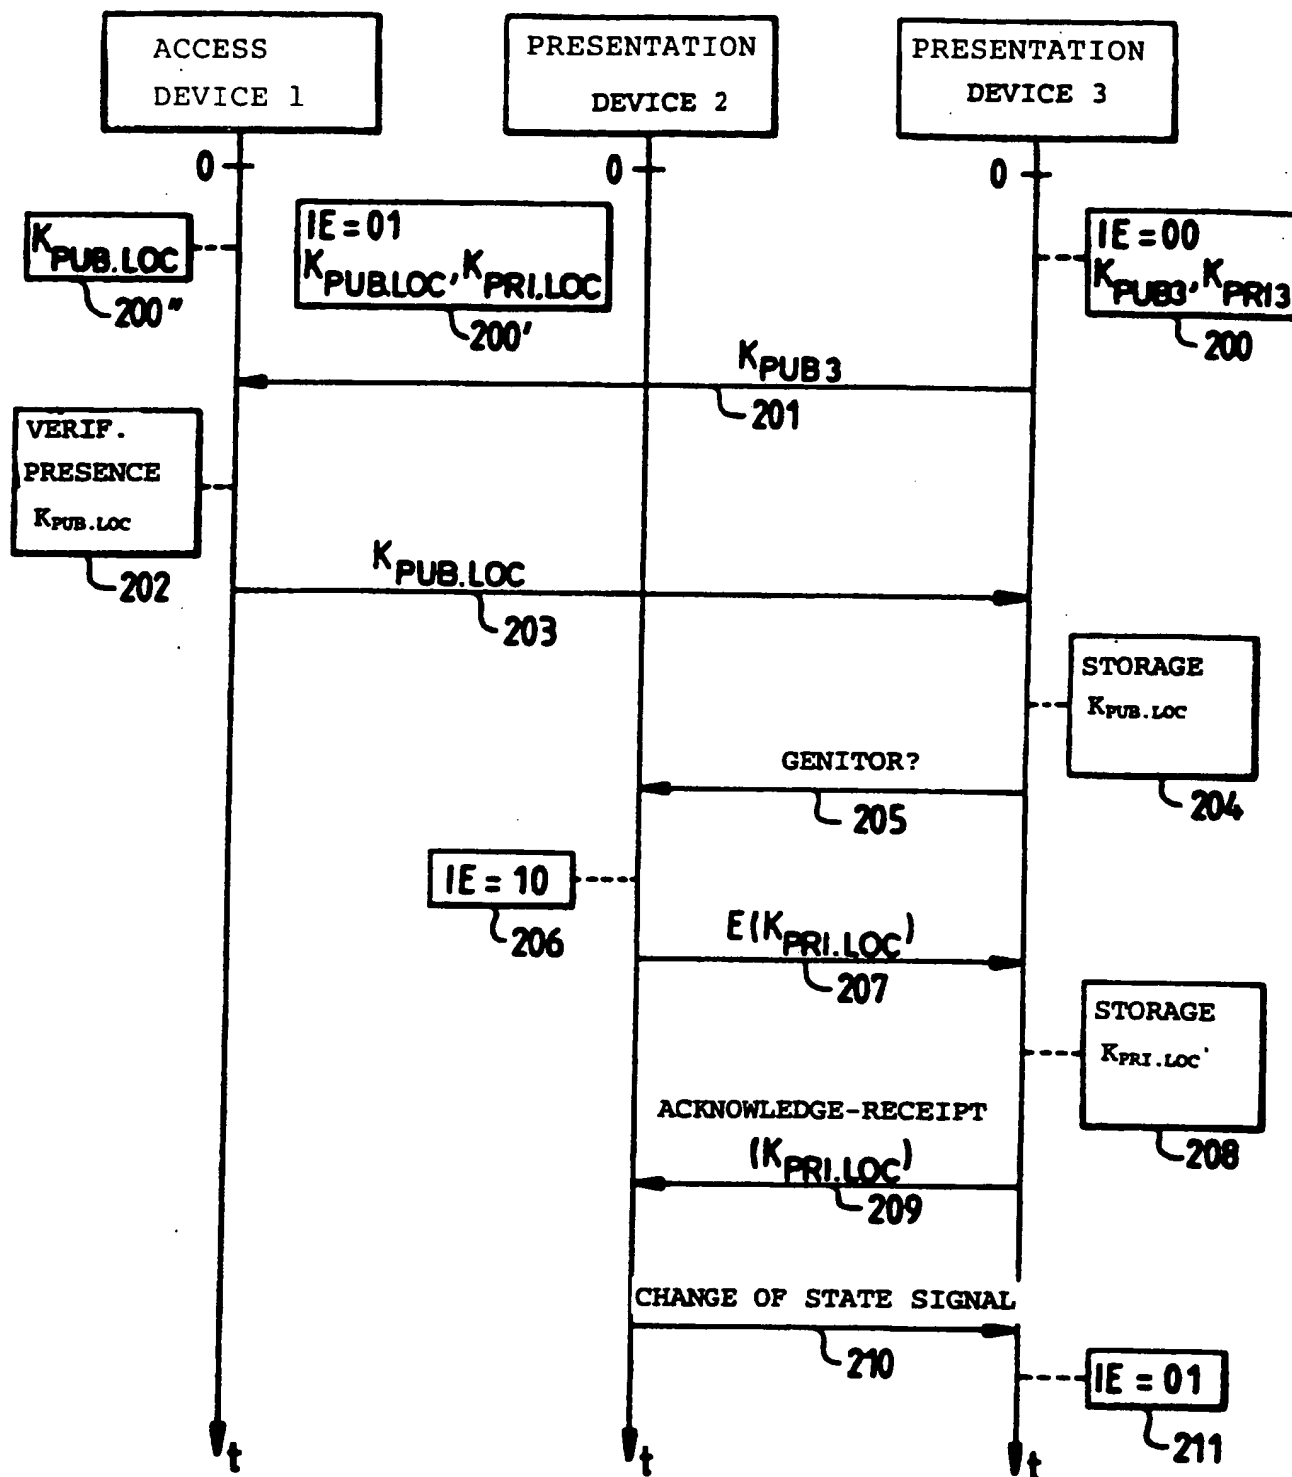 ACCESS
DEVICE 1
PRESENTATION
DEVICE 2
PRESENTATION
DEVICE 3
0
0
0
KPUB.LOC
200"
IE=01
KPUB.LOC, KPRI.LOC
200'
IE=00
KPUB3, KPRI3
200
KPUB3
201
VERIF.
PRESENCE
KPUB.LOC
202
KPUB.LOC
203
STORAGE
KPUB.LOC
204
GENITOR?
205
IE = 10
206
E(KPRI.LOC)
207
STORAGE
KPRI.LOC
208
ACKNOWLEDGE-RECEIPT
(KPRI.LOC)
209
CHANGE OF STATE SIGNAL
210
IE = 01
211
t
t
t